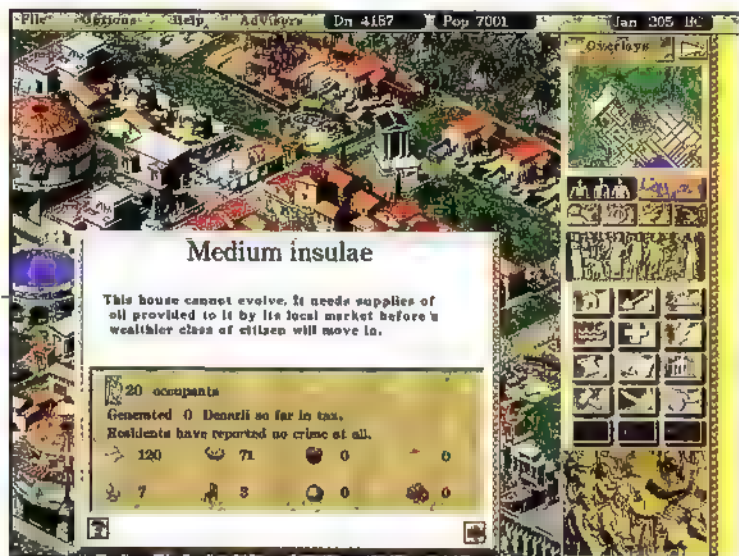 File Options Help Advisors Dn 4157 Pop 7001 Jan 205 BC
Overlays
Medium insulae
This house cannot evolve. It needs supplies of
oil provided to it by its local market before a
wealthier class of citizen will move in.
20 occupants
Generated 0 Denarii so far in tax.
Residents have reported no crime at all.
120 71 0 0
7 3 0 0
?